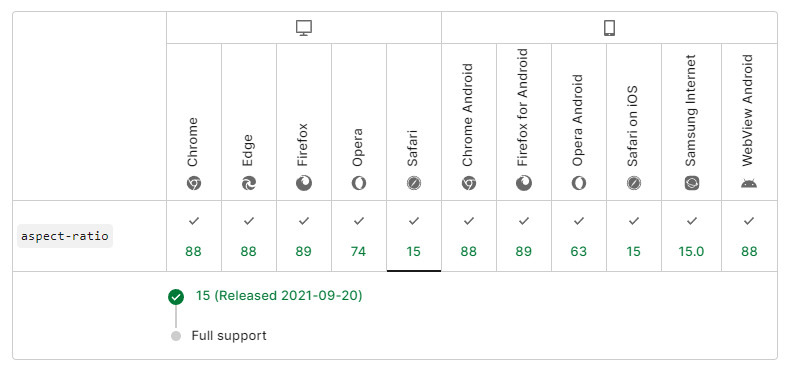 Chrome
Edge
Firefox
Opera
Safari
Chrome Android
Firefox for Android
Opera Android
Safari on iOS
Samsung Internet
WebView Android
aspect-ratio
88 88 89 74 15 88 89 63 15 15.0 88
15 (Released 2021-09-20)
Full support